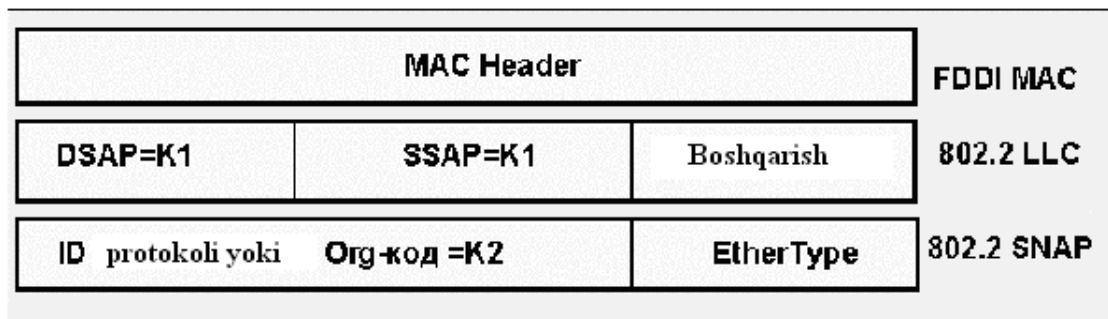 MAC Header FDDI MAC
DSAP=K1 SSAP=K1 Boshqarish 802.2 LLC
ID protokoli yoki Org-код =K2 EtherType 802.2 SNAP